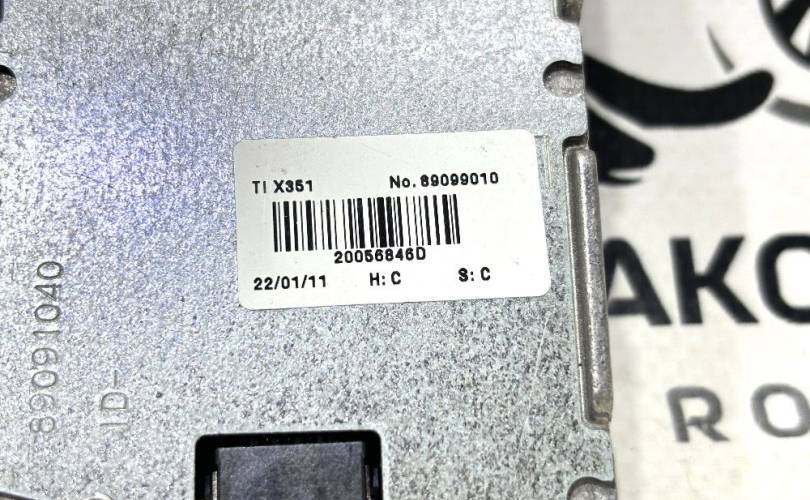 TI X351 No. 89099010
20056846D
22/01/11 H: C S: C
89091040
ID-
AKO
RO